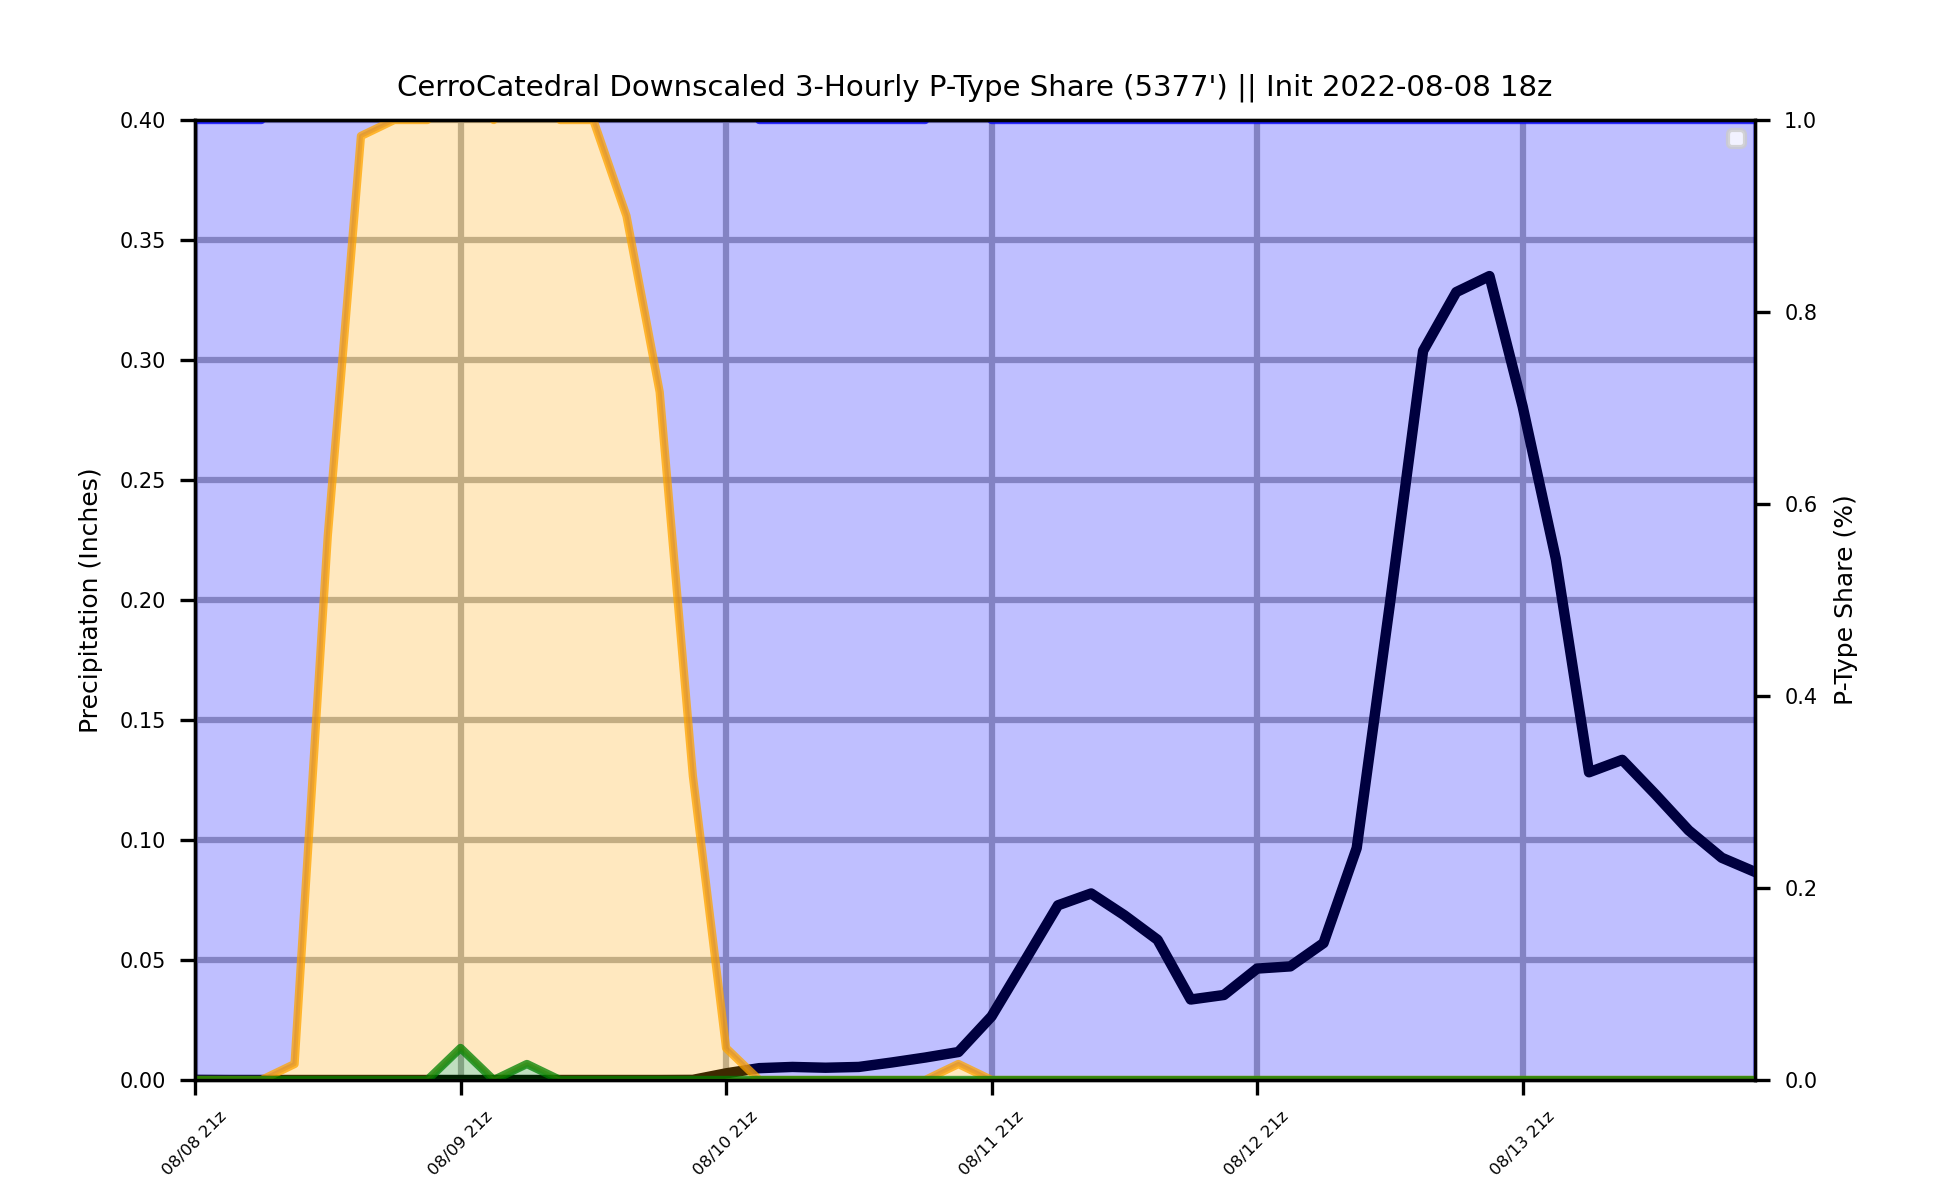 CerroCatedral Downscaled 3-Hourly P-Type Share (5377') || Init 2022-08-08 18z
0.40
0.35
0.30
0.25
0.20
0.15
0.10
0.05
0.00
Precipitation (Inches)
1.0
0.8
0.6
0.4
0.2
0.0
P-Type Share (%)
08/08 21z
08/09 21z
08/10 21z
08/11 21z
08/12 21z
08/13 21z